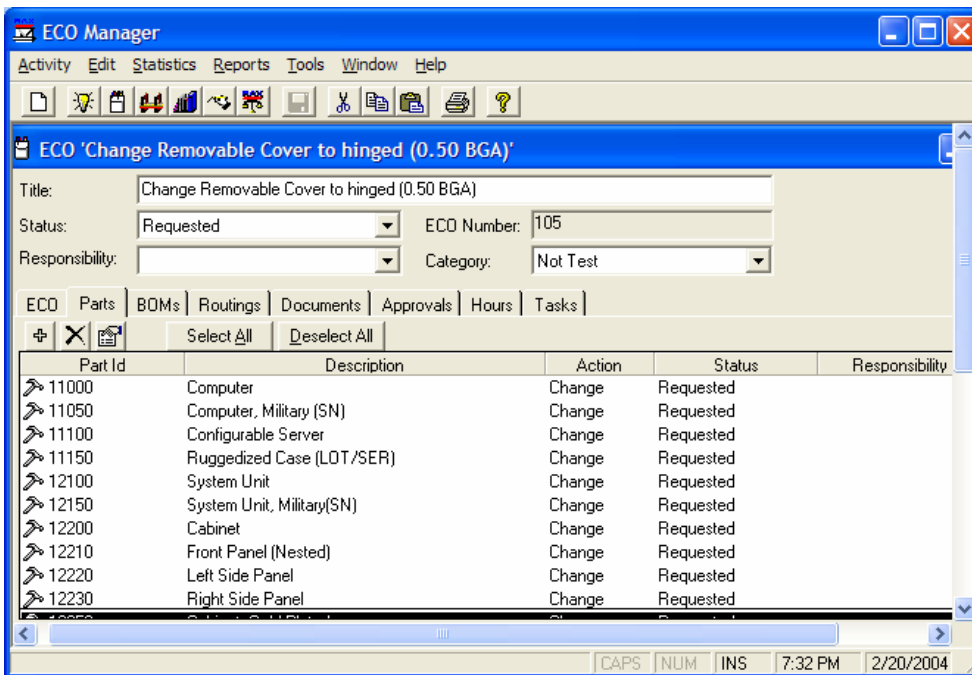 ECO Manager
Activity Edit Statistics Reports Tools Window Help
ECO 'Change Removable Cover to hinged (0.50 BGA)'
Title: Change Removable Cover to hinged (0.50 BGA)
Status: Requested ECO Number: 105
Responsibility: Category: Not Test
ECO Parts BOMs Routings Documents Approvals Hours Tasks
Select All Deselect All
Part Id Description Action Status Responsibility
11000 Computer Change Requested
11050 Computer, Military (SN) Change Requested
11100 Configurable Server Change Requested
11150 Ruggedized Case (LOT/SER) Change Requested
12100 System Unit Change Requested
12150 System Unit, Military(SN) Change Requested
12200 Cabinet Change Requested
12210 Front Panel (Nested) Change Requested
12220 Left Side Panel Change Requested
12230 Right Side Panel Change Requested
CAPS NUM INS 7:32 PM 2/20/2004